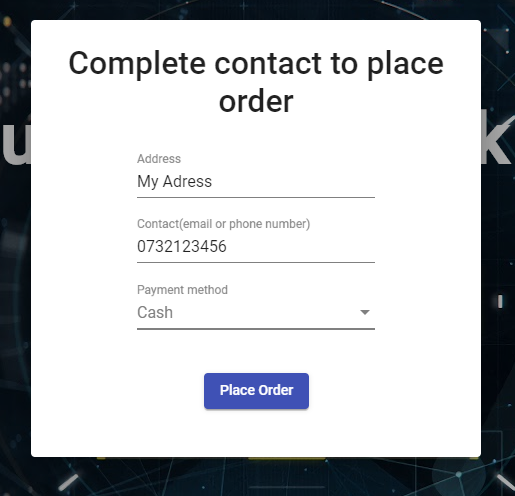 Complete contact to place
order
Address
My Adress
Contact(email or phone number)
0732123456
Payment method
Cash
Place Order